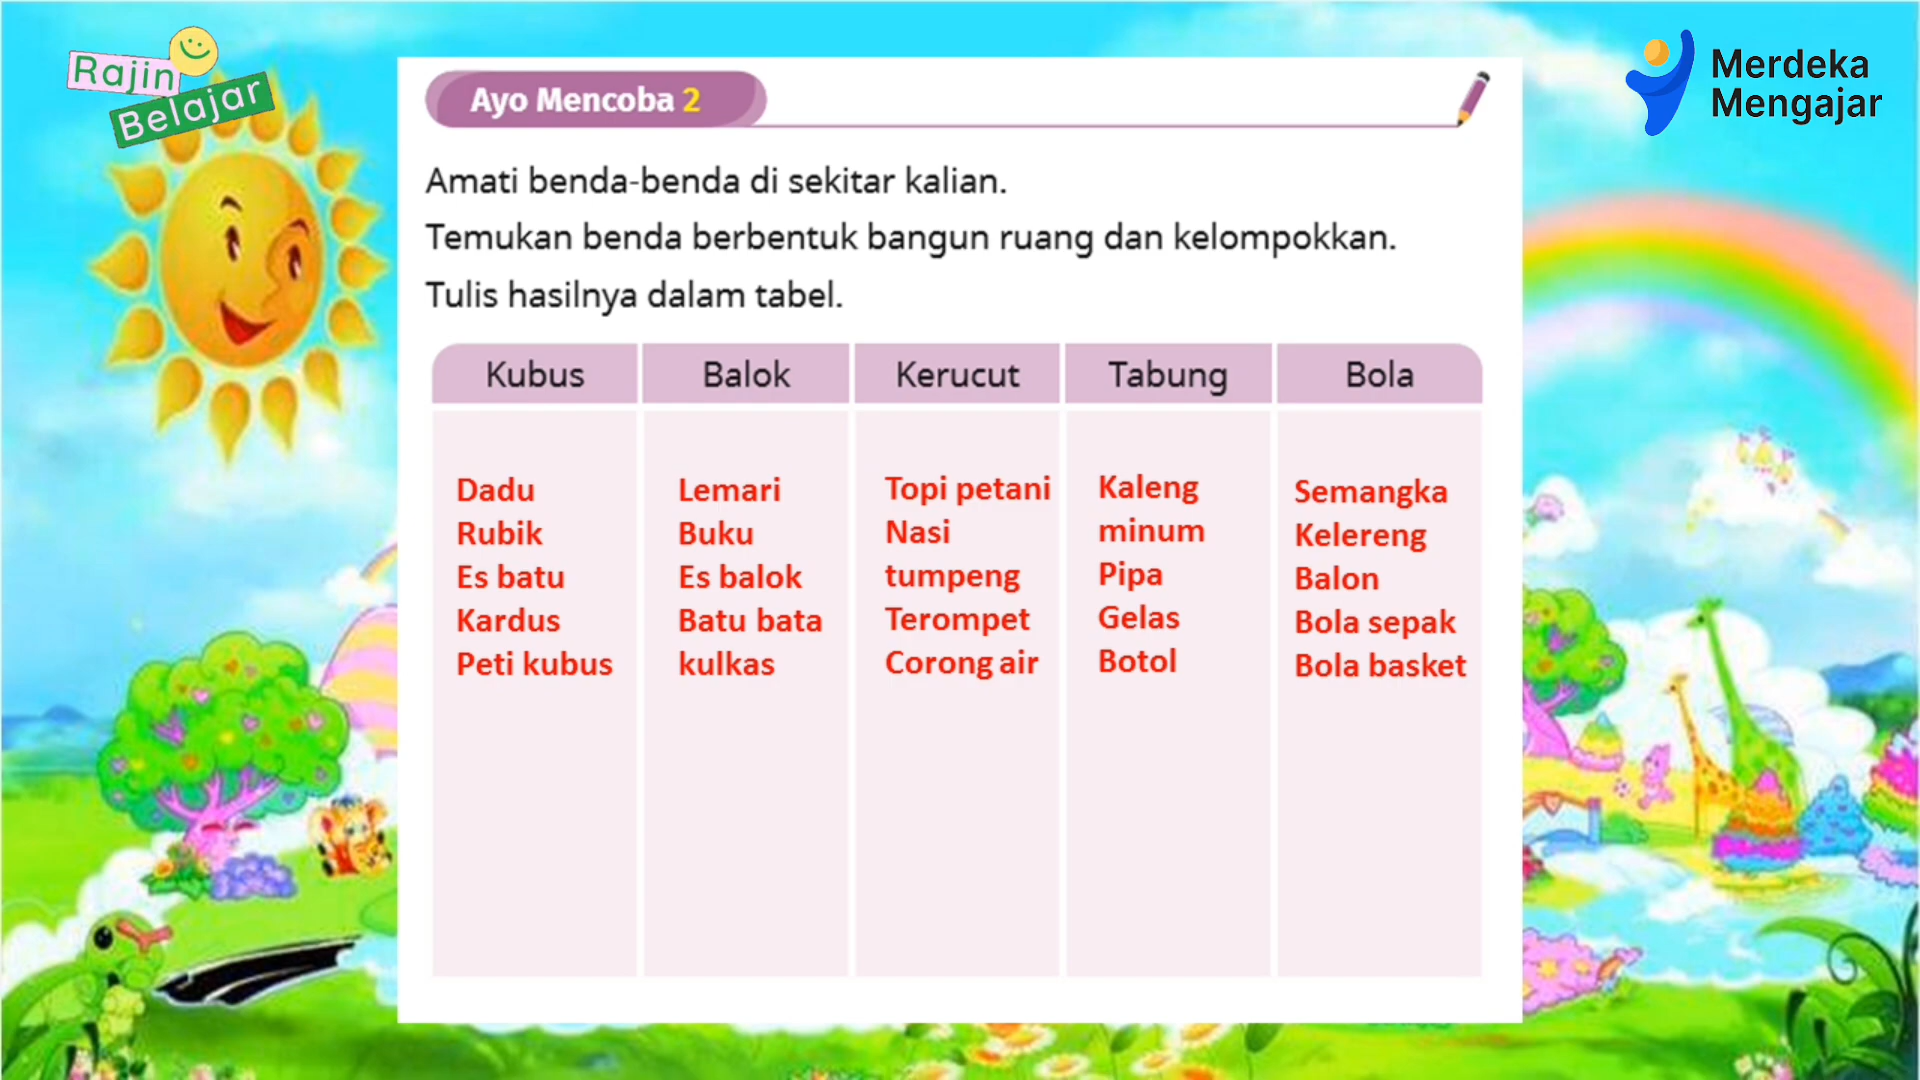 Rajin
Belajar
Merdeka
Mengajar
Ayo Mencoba 2
Amati benda-benda di sekitar kalian.
Temukan benda berbentuk bangun ruang dan kelompokkan.
Tulis hasilnya dalam tabel.
Kubus
Balok
Kerucut
Tabung
Bola
Dadu
Rubik
Es batu
Kardus
Peti kubus
Lemari
Buku
Es balok
Batu bata
kulkas
Topi petani
Nasi
tumpeng
Terompet
Corong air
Kaleng
minum
Pipa
Gelas
Botol
Semangka
Kelereng
Balon
Bola sepak
Bola basket